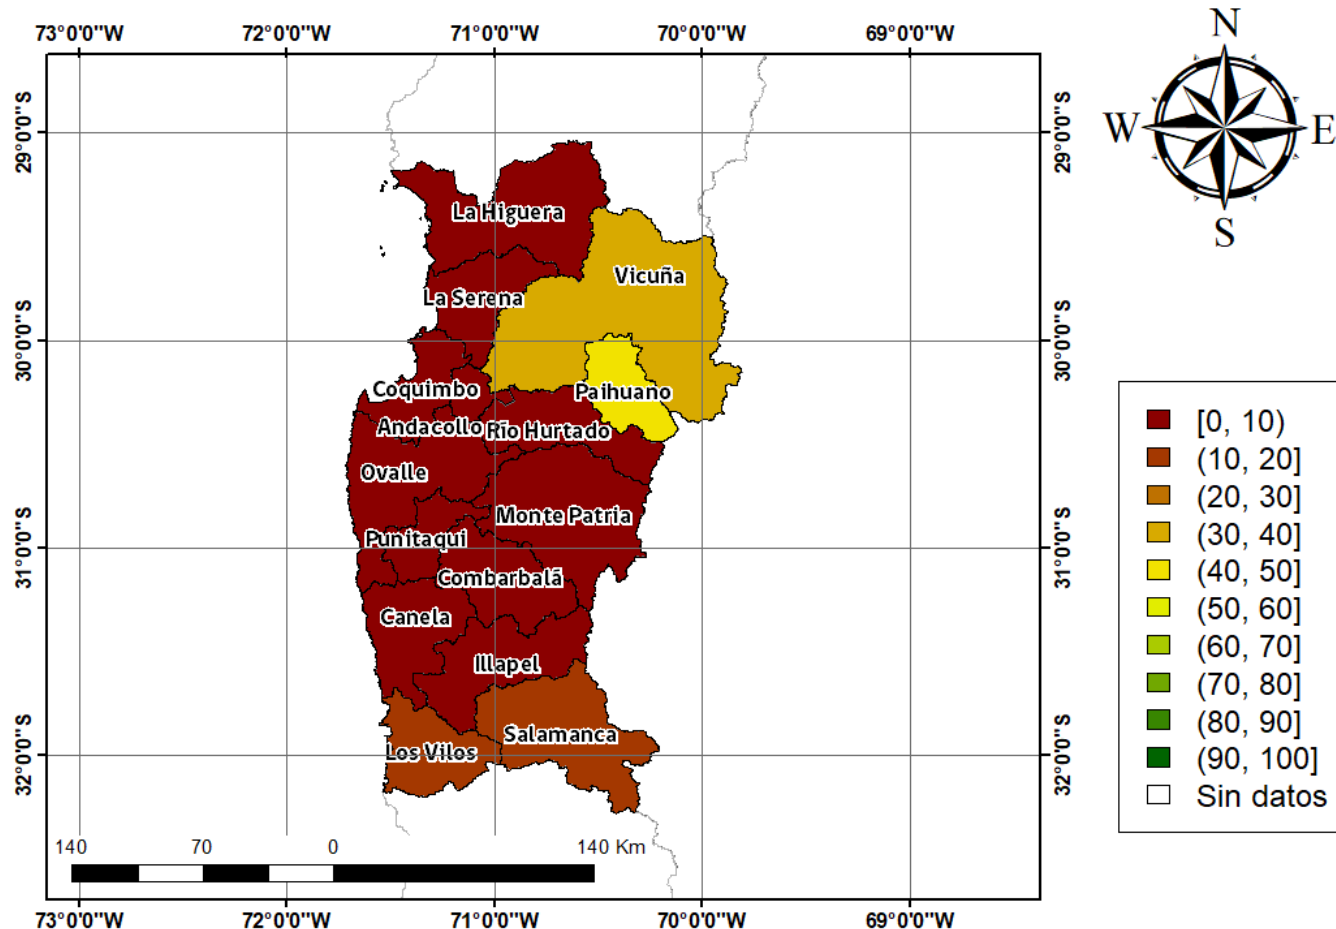 73°0'0"W 72°0'0"W 71°0'0"W 70°0'0"W 69°0'0"W
N
W E
S
29°0'0"S 29°0'0"S
La Higuera
Vicuña
La Serena
30°0'0"S 30°0'0"S
Coquimbo Paihuano
Andacollo Río Hurtado
Ovalle
Monte Patria
Punitaqui
31°0'0"S 31°0'0"S
Combarbalã
Canela
Illapel
Salamanca
Los Vilos
32°0'0"S 32°0'0"S
140 70 0 140 Km
73°0'0"W 72°0'0"W 71°0'0"W 70°0'0"W 69°0'0"W
[0, 10)
(10, 20]
(20, 30]
(30, 40]
(40, 50]
(50, 60]
(60, 70]
(70, 80]
(80, 90]
(90, 100]
Sin datos